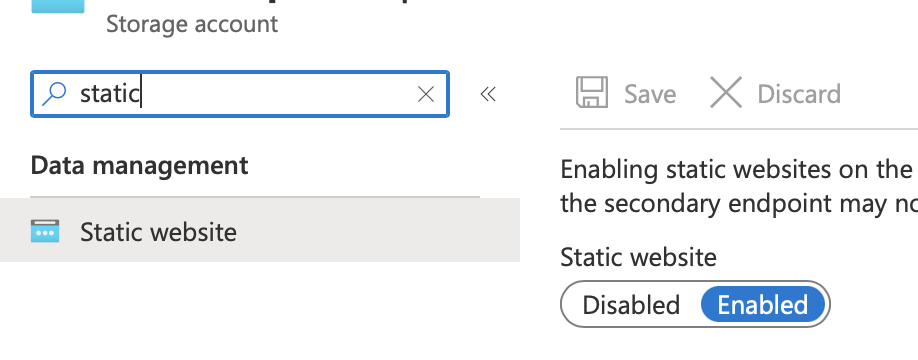 Storage account
static
Save
Discard
Data management
Static website
Enabling static websites on the
the secondary endpoint may
Static website
Disabled
Enabled